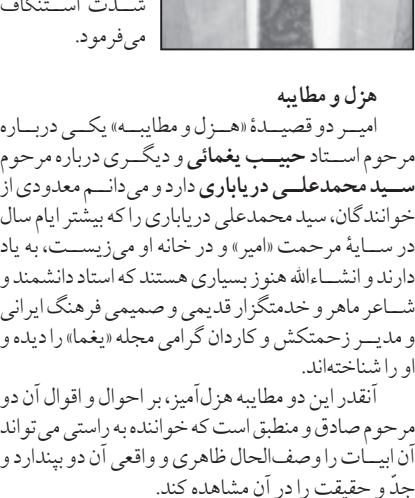 شدت استنکاف
می‌فرمود.
هزل و مطایبه
امیر دو قصیدهٔ «هزل و مطایبه» یکی درباره
مرحوم استاد حبیب یغمائی و دیگری درباره مرحوم
سید محمدعلی دریاباری دارد و می‌دانم معدودی از
خوانندگان، سید محمدعلی دریاباری را که بیشتر ایام سال
در سایهٔ مرحمت «امیر» و در خانه او می‌زیست، به یاد
دارند و انشاءالله هنوز بسیاری هستند که استاد دانشمند و
شاعر ماهر و خدمتگزار قدیمی و صمیمی فرهنگ ایرانی
و مدیر زحمتکش و کاردان گرامی مجله «یغما» را دیده و
او را شناخته‌اند.
آنقدر این دو مطایبه هزل‌آمیز، بر احوال و اقوال آن دو
مرحوم صادق و منطبق است که خواننده به راستی می‌تواند
آن ابیات را وصف‌الحال ظاهری و واقعی آن دو بپندارد و
جدّ و حقیقت را در آن مشاهده کند.